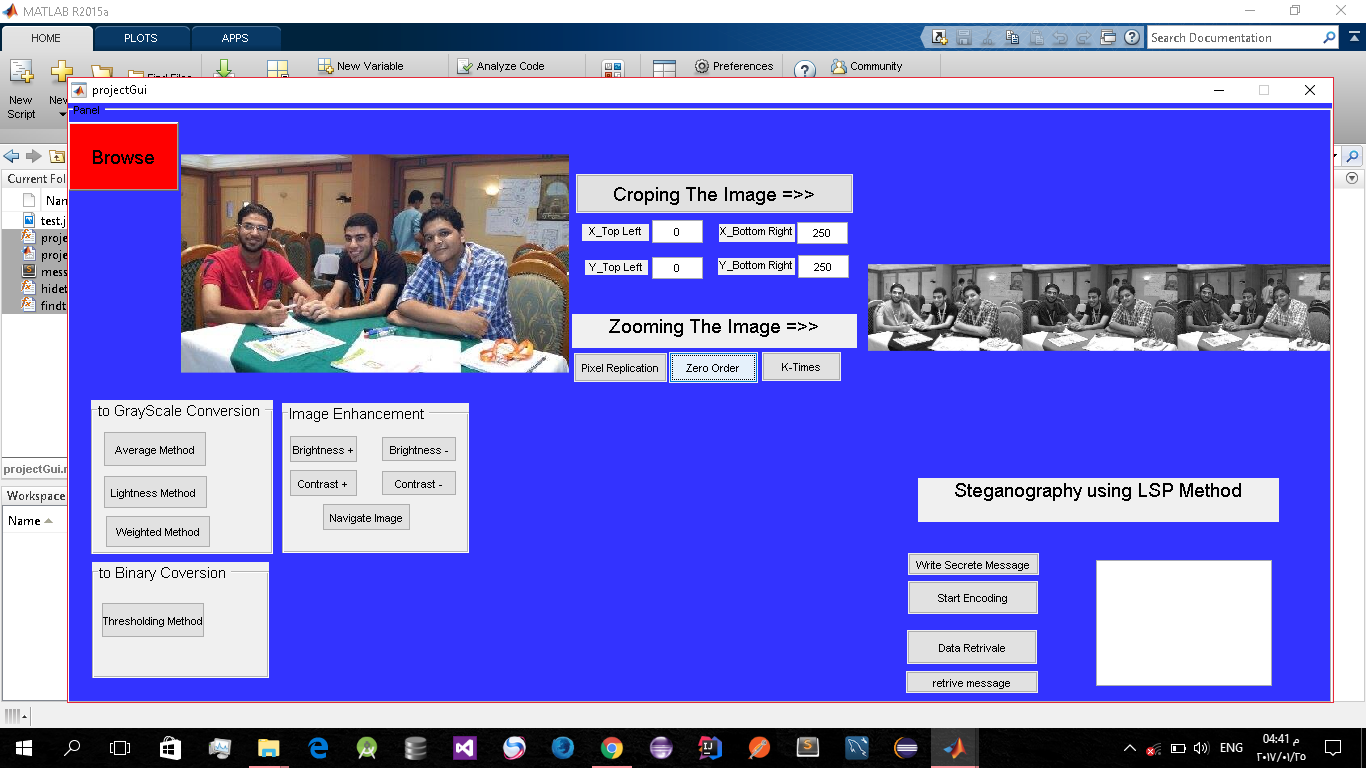 MATLAB R2015a
HOME
PLOTS
APPS
Search Documentation
New Variable
Analyze Code
Preferences
Community
Find Files
New
Script
New
projectGui
Panel
Browse
Current Fol
Nan
test.j
proje
proje
mess
hidet
findt
projectGui.r
Workspace
Name
Croping The Image =>>
X_Top Left
0
X_Bottom Right
250
Y_Top Left
0
Y_Bottom Right
250
Zooming The Image =>>
Pixel Replication
Zero Order
K-Times
to GrayScale Conversion
Average Method
Lightness Method
Weighted Method
Image Enhancement
Brightness +
Brightness -
Contrast +
Contrast -
Navigate Image
to Binary Coversion
Thresholding Method
Steganography using LSP Method
Write Secrete Message
Start Encoding
Data Retrivale
retrive message
ENG
04:41 م
٢٠١٧/٠١/٢٥